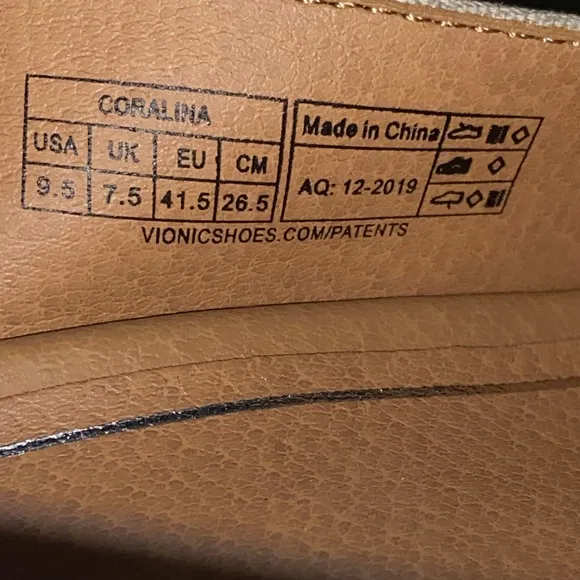 CORALINA
USA UK EU CM
9.5 7.5 41.5 26.5
Made in China
AQ: 12-2019
VIONICSHOES.COM/PATENTS